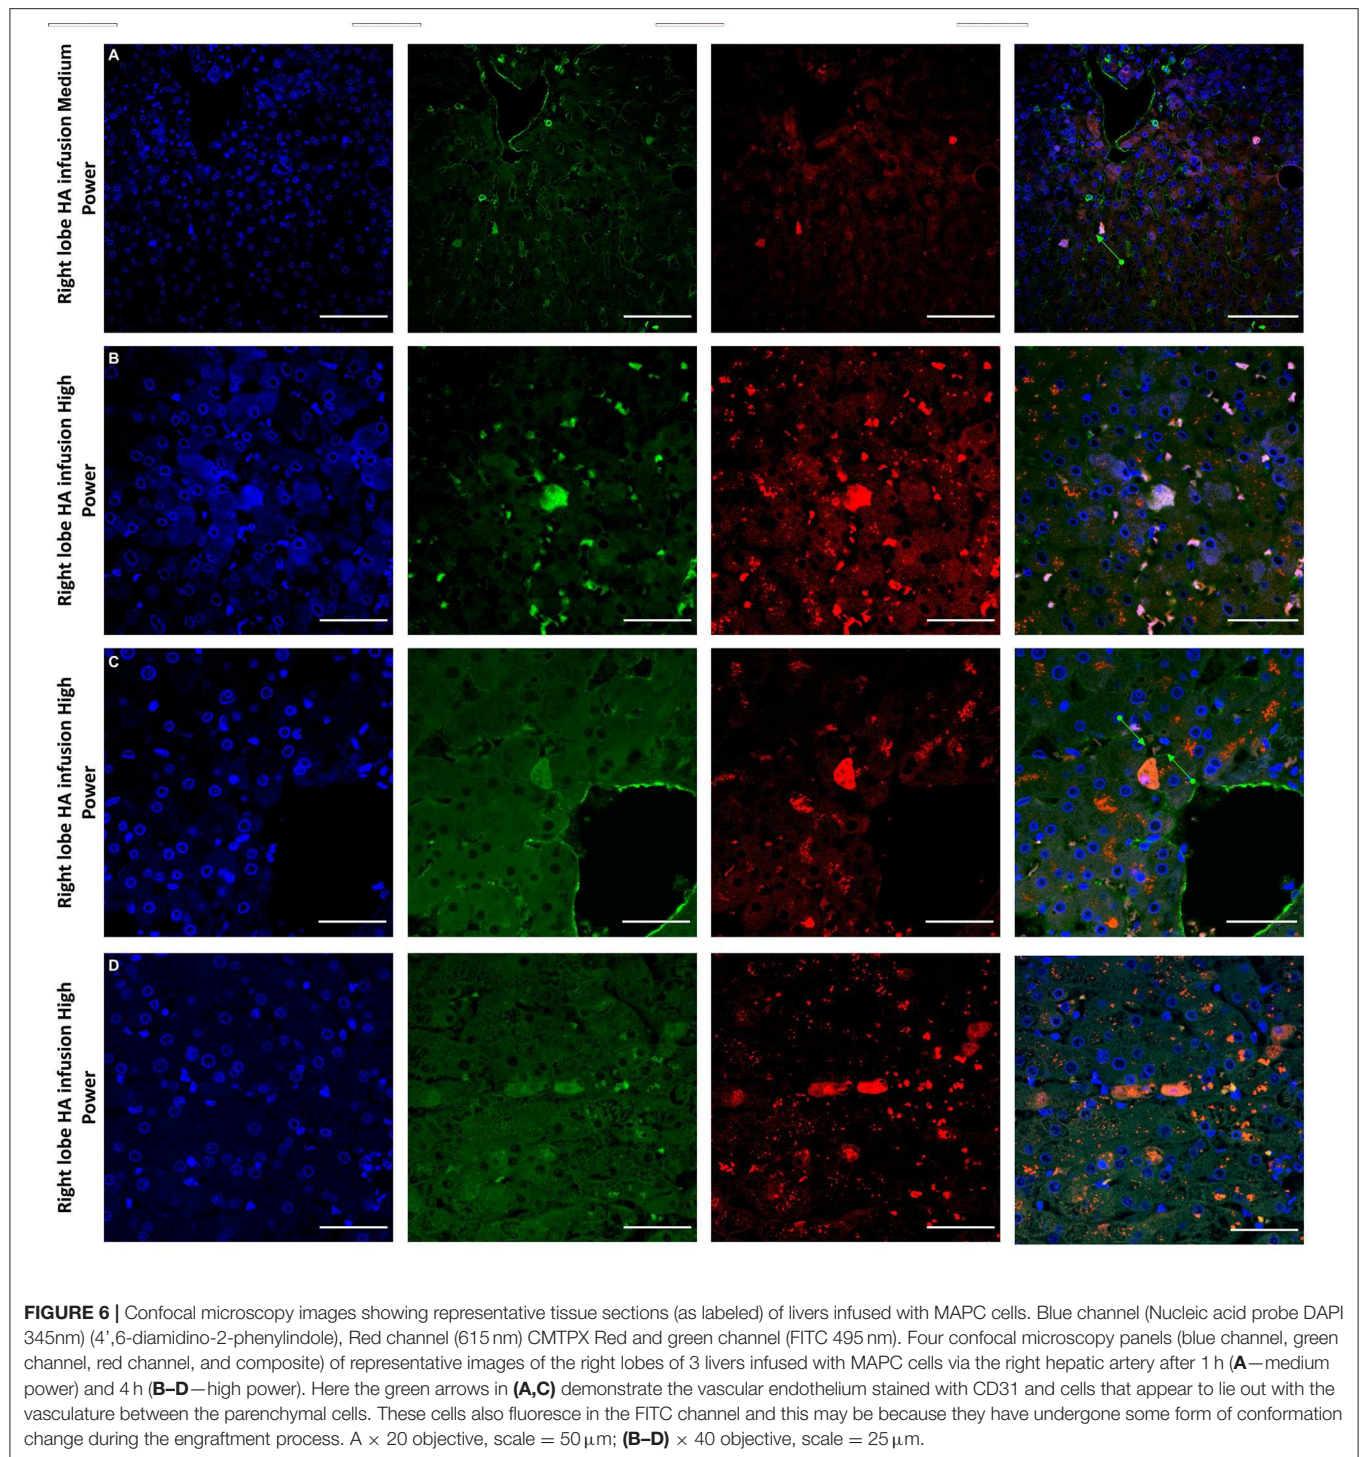 Right lobe HA infusion Medium
Power
A
Right lobe HA infusion High
Power
B
Right lobe HA infusion High
Power
C
Right lobe HA infusion High
Power
D
FIGURE 6 | Confocal microscopy images showing representative tissue sections (as labeled) of livers infused with MAPC cells. Blue channel (Nucleic acid probe DAPI
345nm) (4’,6-diamidino-2-phenylindole), Red channel (615 nm) CMTPX Red and green channel (FITC 495 nm). Four confocal microscopy panels (blue channel, green
channel, red channel, and composite) of representative images of the right lobes of 3 livers infused with MAPC cells via the right hepatic artery after 1 h (A—medium
power) and 4 h (B–D—high power). Here the green arrows in (A,C) demonstrate the vascular endothelium stained with CD31 and cells that appear to lie out with the
vasculature between the parenchymal cells. These cells also fluoresce in the FITC channel and this may be because they have undergone some form of conformation
change during the engraftment process. A × 20 objective, scale = 50 μm; (B–D) × 40 objective, scale = 25 μm.